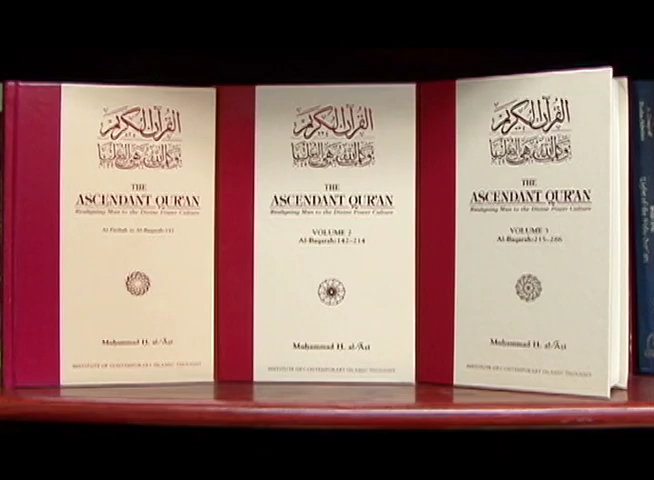 القرآن الكريم
وكلمة الله هي العليا
THE
ASCENDANT QUR'AN
Realigning Man to the Divine Power Culture
Al-Fatihah to Al-Baqarah:141
Muhammad H. al-'Asi
INSTITUTE OF CONTEMPORARY ISLAMIC THOUGHT
القرآن الكريم
وكلمة الله هي العليا
THE
ASCENDANT QUR'AN
Realigning Man to the Divine Power Culture
VOLUME 2
Al-Baqarah:142–214
Muhammad H. al-'Asi
INSTITUTE OF CONTEMPORARY ISLAMIC THOUGHT
القرآن الكريم
وكلمة الله هي العليا
THE
ASCENDANT QUR'AN
Realigning Man to the Divine Power Culture
VOLUME 3
Al-Baqarah:215–286
Muhammad H. al-'Asi
INSTITUTE OF CONTEMPORARY ISLAMIC THOUGHT